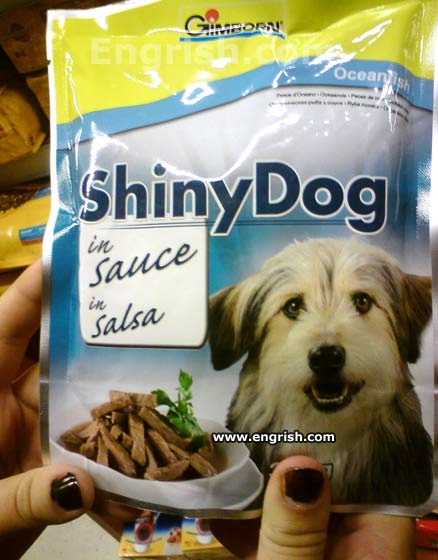 GIMBORN
Engrish.com
Oceanfish
ShinyDog
in
sauce
in
salsa
www.engrish.com